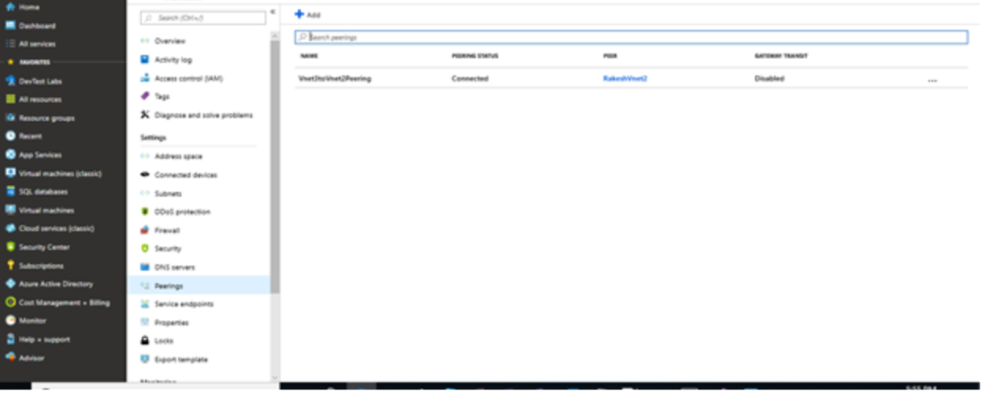 Home
Dashboard
All services
FAVORITES
DevTest Labs
All resources
Resource groups
Recent
App Services
Virtual machines (classic)
SQL databases
Virtual machines
Cloud services (classic)
Security Center
Subscriptions
Azure Active Directory
Cost Management + Billing
Monitor
Help + support
Advisor
Search (Ctrl+/)
Overview
Activity log
Access control (IAM)
Tags
Diagnose and solve problems
Settings
Address space
Connected devices
Subnets
DDoS protection
Firewall
Security
DNS servers
Peerings
Service endpoints
Properties
Locks
Export template
Monitoring
Add
Search peerings
NAME PEERING STATUS PEER GATEWAY TRANSIT
Connected RakeshVnet2 Disabled ...
5:55 PM